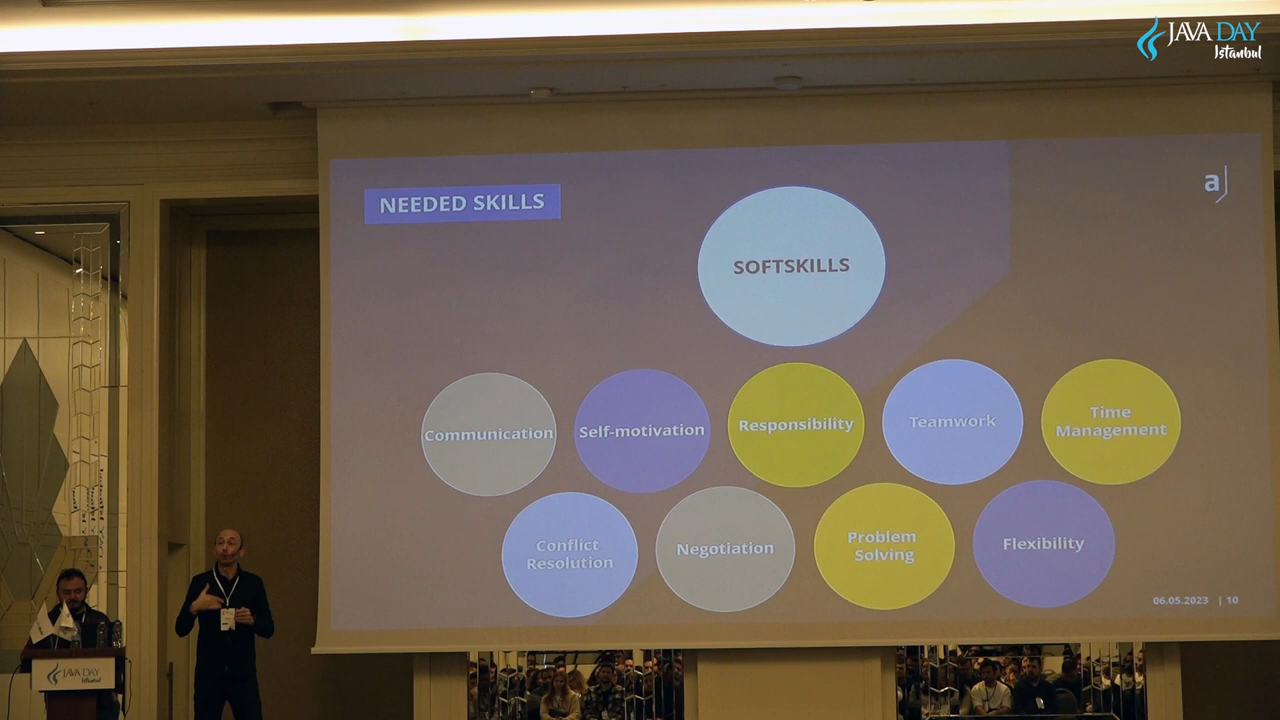 JAVA DAY
Istanbul
NEEDED SKILLS
a
SOFTSKILLS
Communication
Self-motivation
Responsibility
Teamwork
Time
Management
Conflict
Resolution
Negotiation
Problem
Solving
Flexibility
06.05.2023 | 10
JAVA DAY
Istanbul